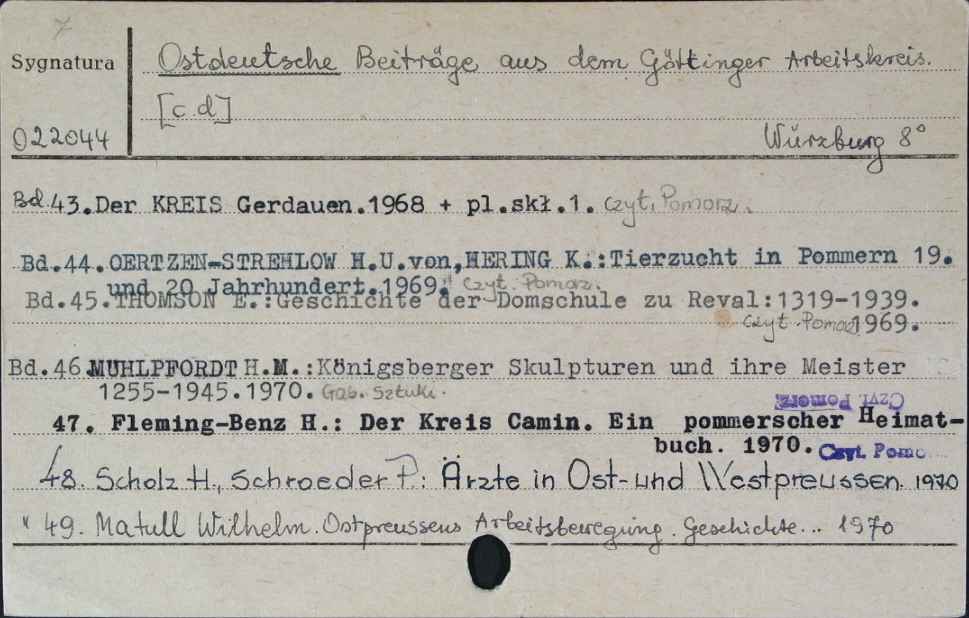 7
Sygnatura
Ostdeutsche Beiträge aus dem Göttinger Arbeitskreis.
[c.d]
022044
Würzburg 8°
Bd.43.Der KREIS Gerdauen.1968 + pl.skł.1. Czyt. Pomorz.
Bd.44.OERTZEN-STREHLOW H.U.von,HERING K.:Tierzucht in Pommern 19.
und 20 Jahrhundert.1969. Czyt. Pomorz.
Bd.45.THOMSON E.:Geschichte der Domschule zu Reval:1319-1939.
Czyt. Pomorz 1969.
Bd.46.MUHLPFORDT H.M.:Königsberger Skulpturen und ihre Meister
1255-1945.1970. Gab. Sztuki.
Czyt. Pomorz.
47. Fleming-Benz H.: Der Kreis Camin. Ein pommerscher Heimat-
buch. 1970. Czyt. Pomo
48. Scholz H., Schroeder P.: Ärzte in Ost- und Westpreussen. 1970
" 49. Matull Wilhelm. Ostpreussens Arbeitsbewegung. Geschichte... 1970